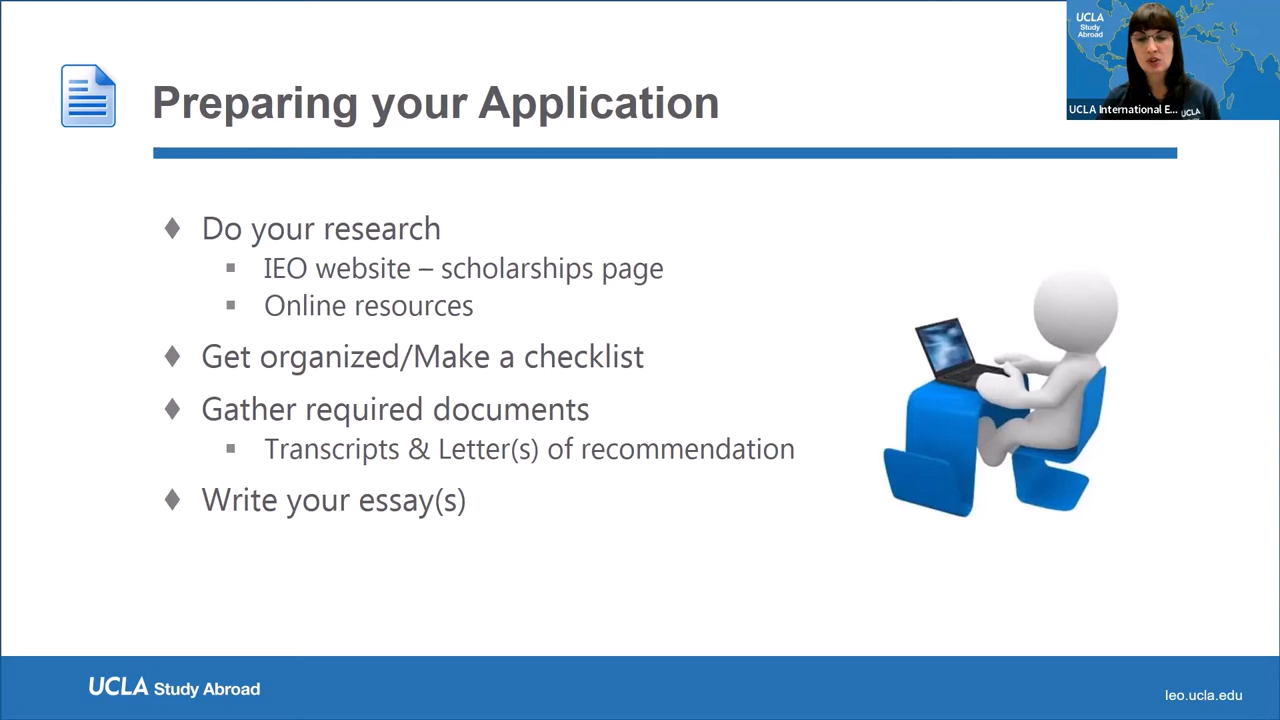 UCLA
Study
Abroad
UCLA International E...
UCLA
Preparing your Application
Do your research
IEO website – scholarships page
Online resources
Get organized/Make a checklist
Gather required documents
Transcripts & Letter(s) of recommendation
Write your essay(s)
UCLA Study Abroad
ieo.ucla.edu